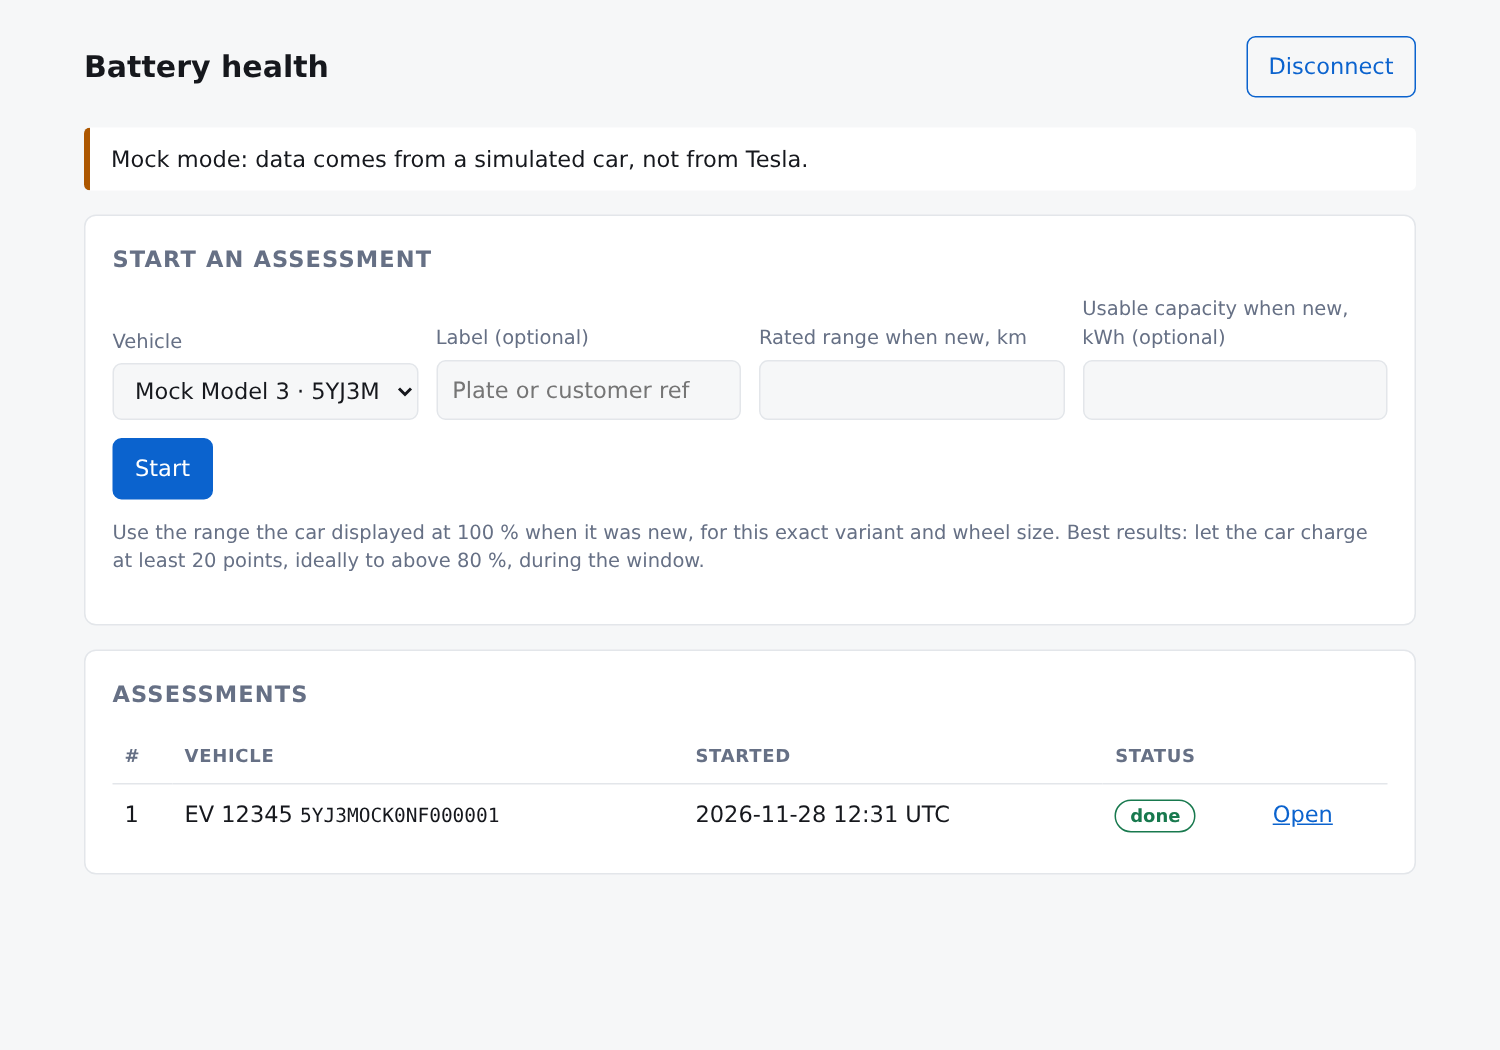 Battery health
Disconnect
Mock mode: data comes from a simulated car, not from Tesla.
START AN ASSESSMENT
Vehicle
Label (optional)
Rated range when new, km
Usable capacity when new,
kWh (optional)
Mock Model 3 · 5YJ3M
Plate or customer ref
Start
Use the range the car displayed at 100 % when it was new, for this exact variant and wheel size. Best results: let the car charge
at least 20 points, ideally to above 80 %, during the window.
ASSESSMENTS
# VEHICLE STARTED STATUS
1 EV 12345 5YJ3MOCK0NF000001 2026-11-28 12:31 UTC done Open